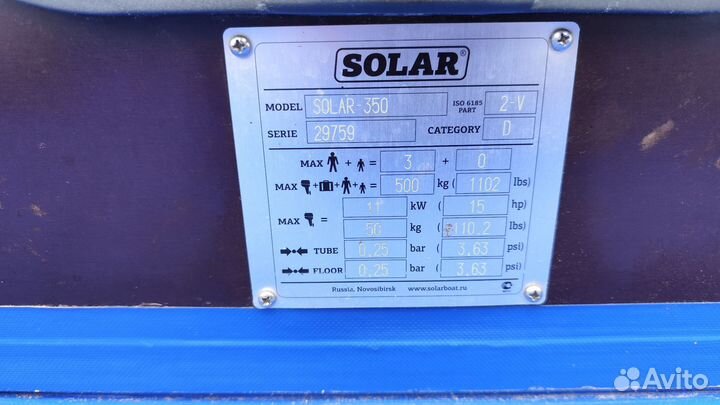 SOLAR®
MODEL SOLAR-350 ISO 6185 PART 2-V
SERIE 29759 CATEGORY D
MAX + = 3 + 0
MAX + + + = 500 kg ( 1102 lbs)
11 kW ( 15 hp)
MAX =
50 kg ( 110.2 lbs)
TUBE 0,25 bar ( 3,63 psi)
FLOOR 0,25 bar ( 3,63 psi)
Russia, Novosibirsk www.solarboat.ru
Avito